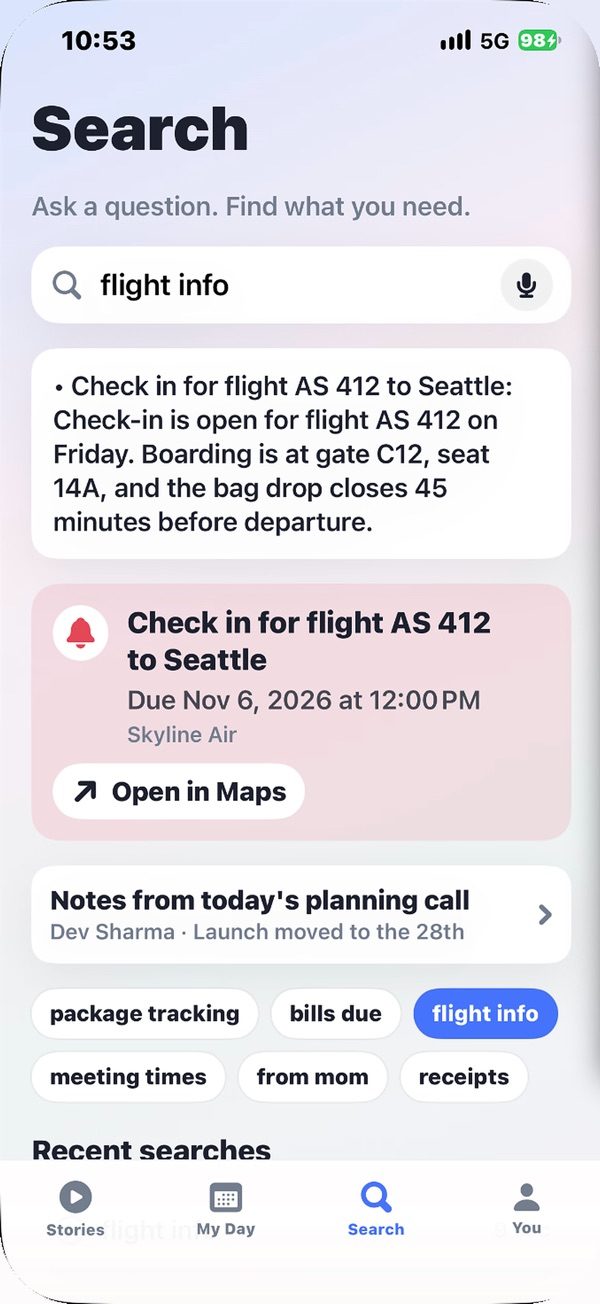 10:53
5G 98
Search
Ask a question. Find what you need.
flight info
• Check in for flight AS 412 to Seattle:
Check-in is open for flight AS 412 on
Friday. Boarding is at gate C12, seat
14A, and the bag drop closes 45
minutes before departure.
Check in for flight AS 412
to Seattle
Due Nov 6, 2026 at 12:00 PM
Skyline Air
Open in Maps
Notes from today's planning call
Dev Sharma · Launch moved to the 28th
package tracking
bills due
flight info
meeting times
from mom
receipts
Recent searches
flight in
Stories
My Day
Search
You